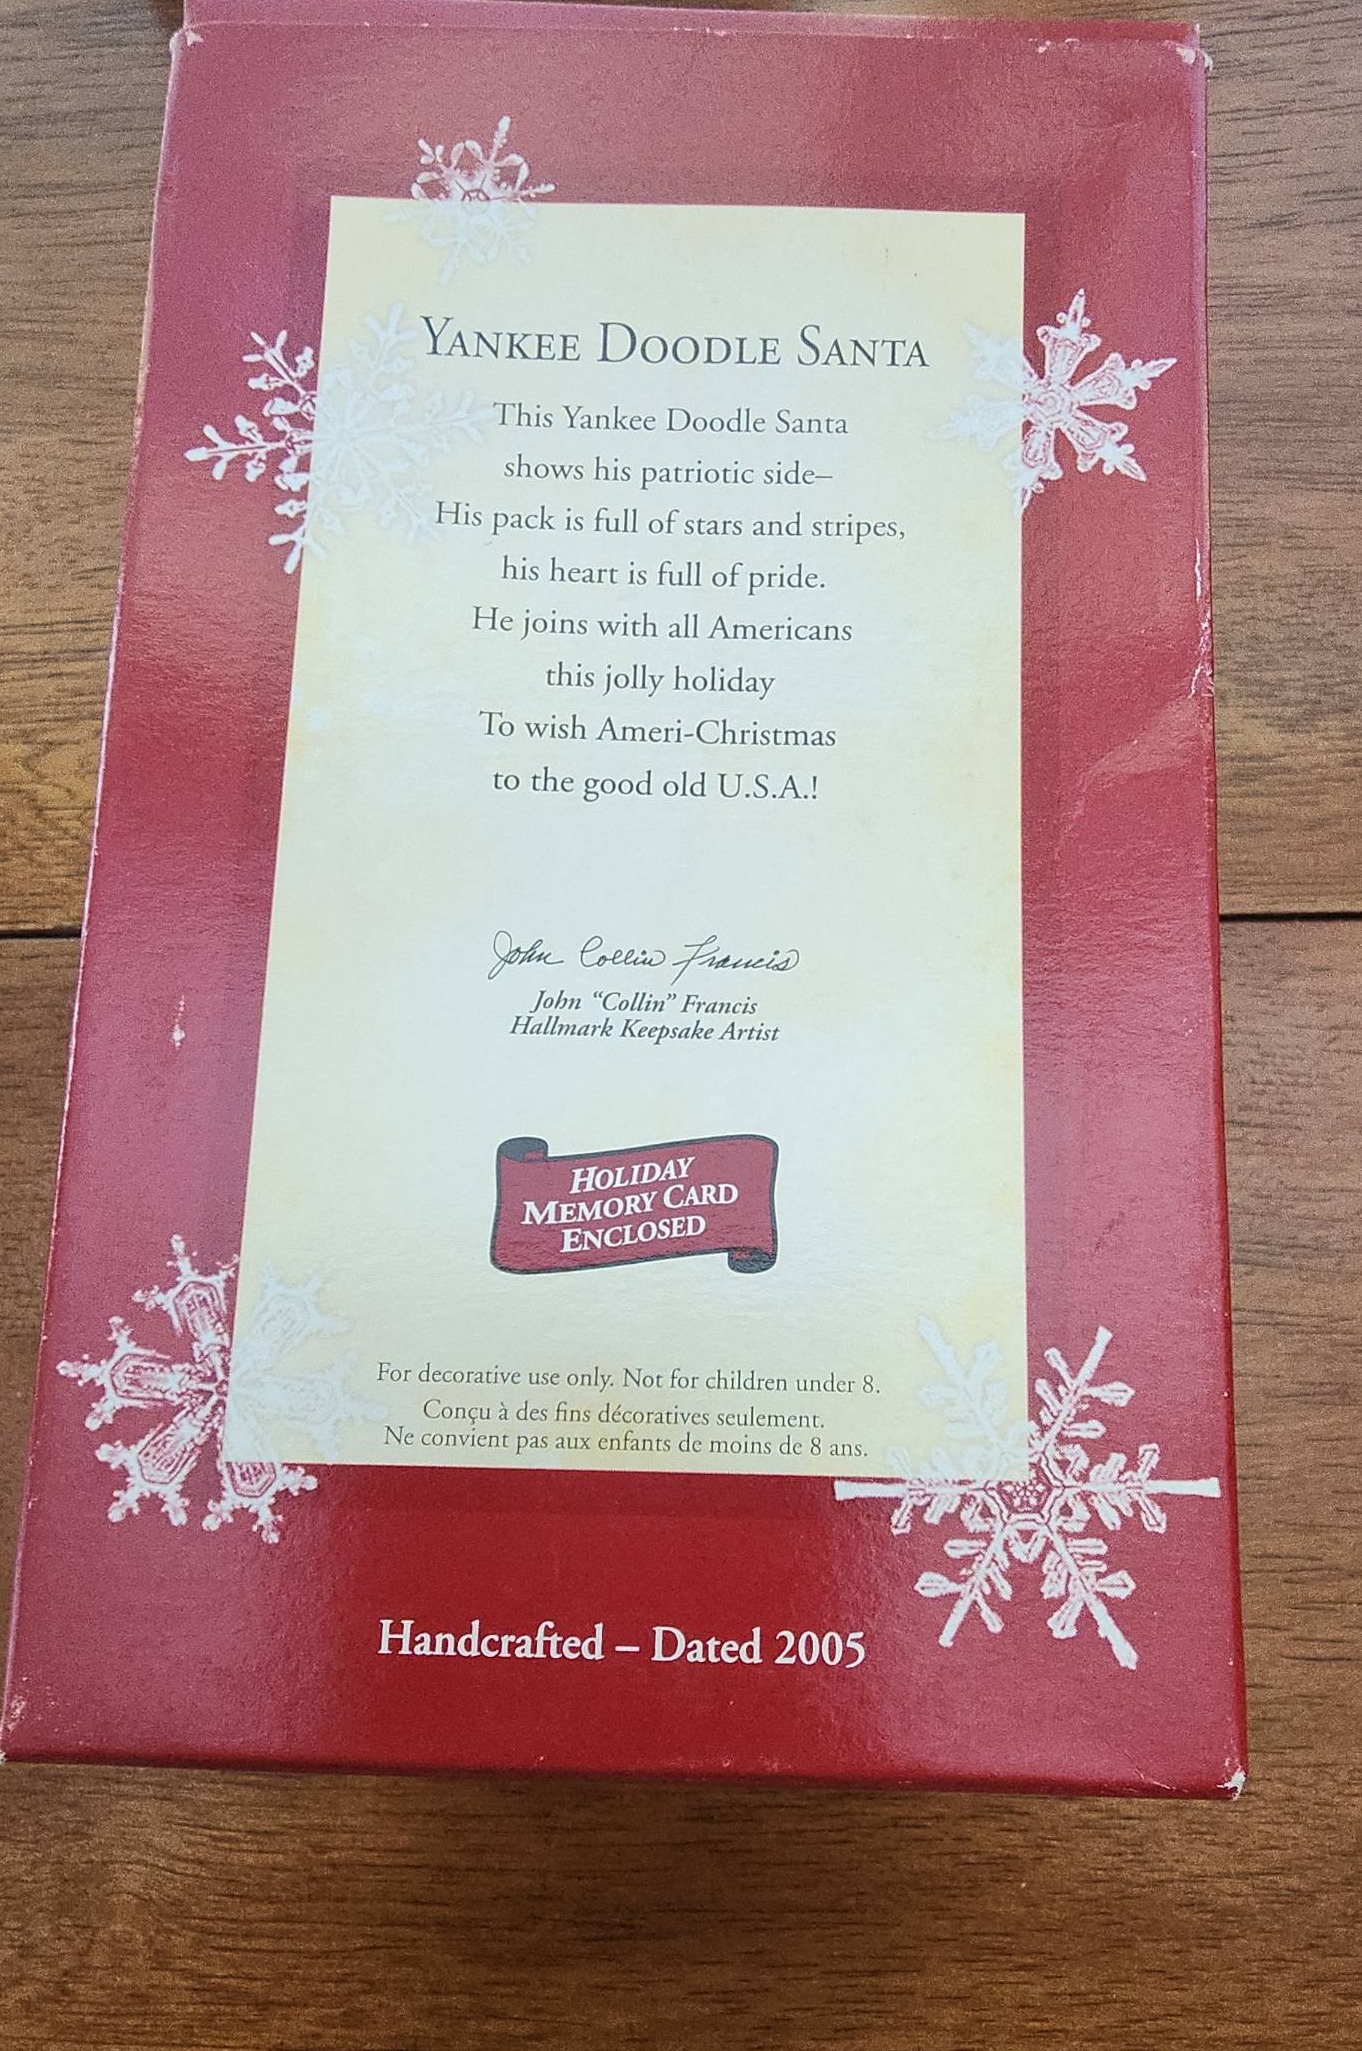 YANKEE DOODLE SANTA
This Yankee Doodle Santa
shows his patriotic side–
His pack is full of stars and stripes,
his heart is full of pride.
He joins with all Americans
this jolly holiday
To wish Ameri-Christmas
to the good old U.S.A.!
John Collin Francis
John “Collin” Francis
Hallmark Keepsake Artist
HOLIDAY
MEMORY CARD
ENCLOSED
For decorative use only. Not for children under 8.
Conçu à des fins décoratives seulement.
Ne convient pas aux enfants de moins de 8 ans.
Handcrafted – Dated 2005